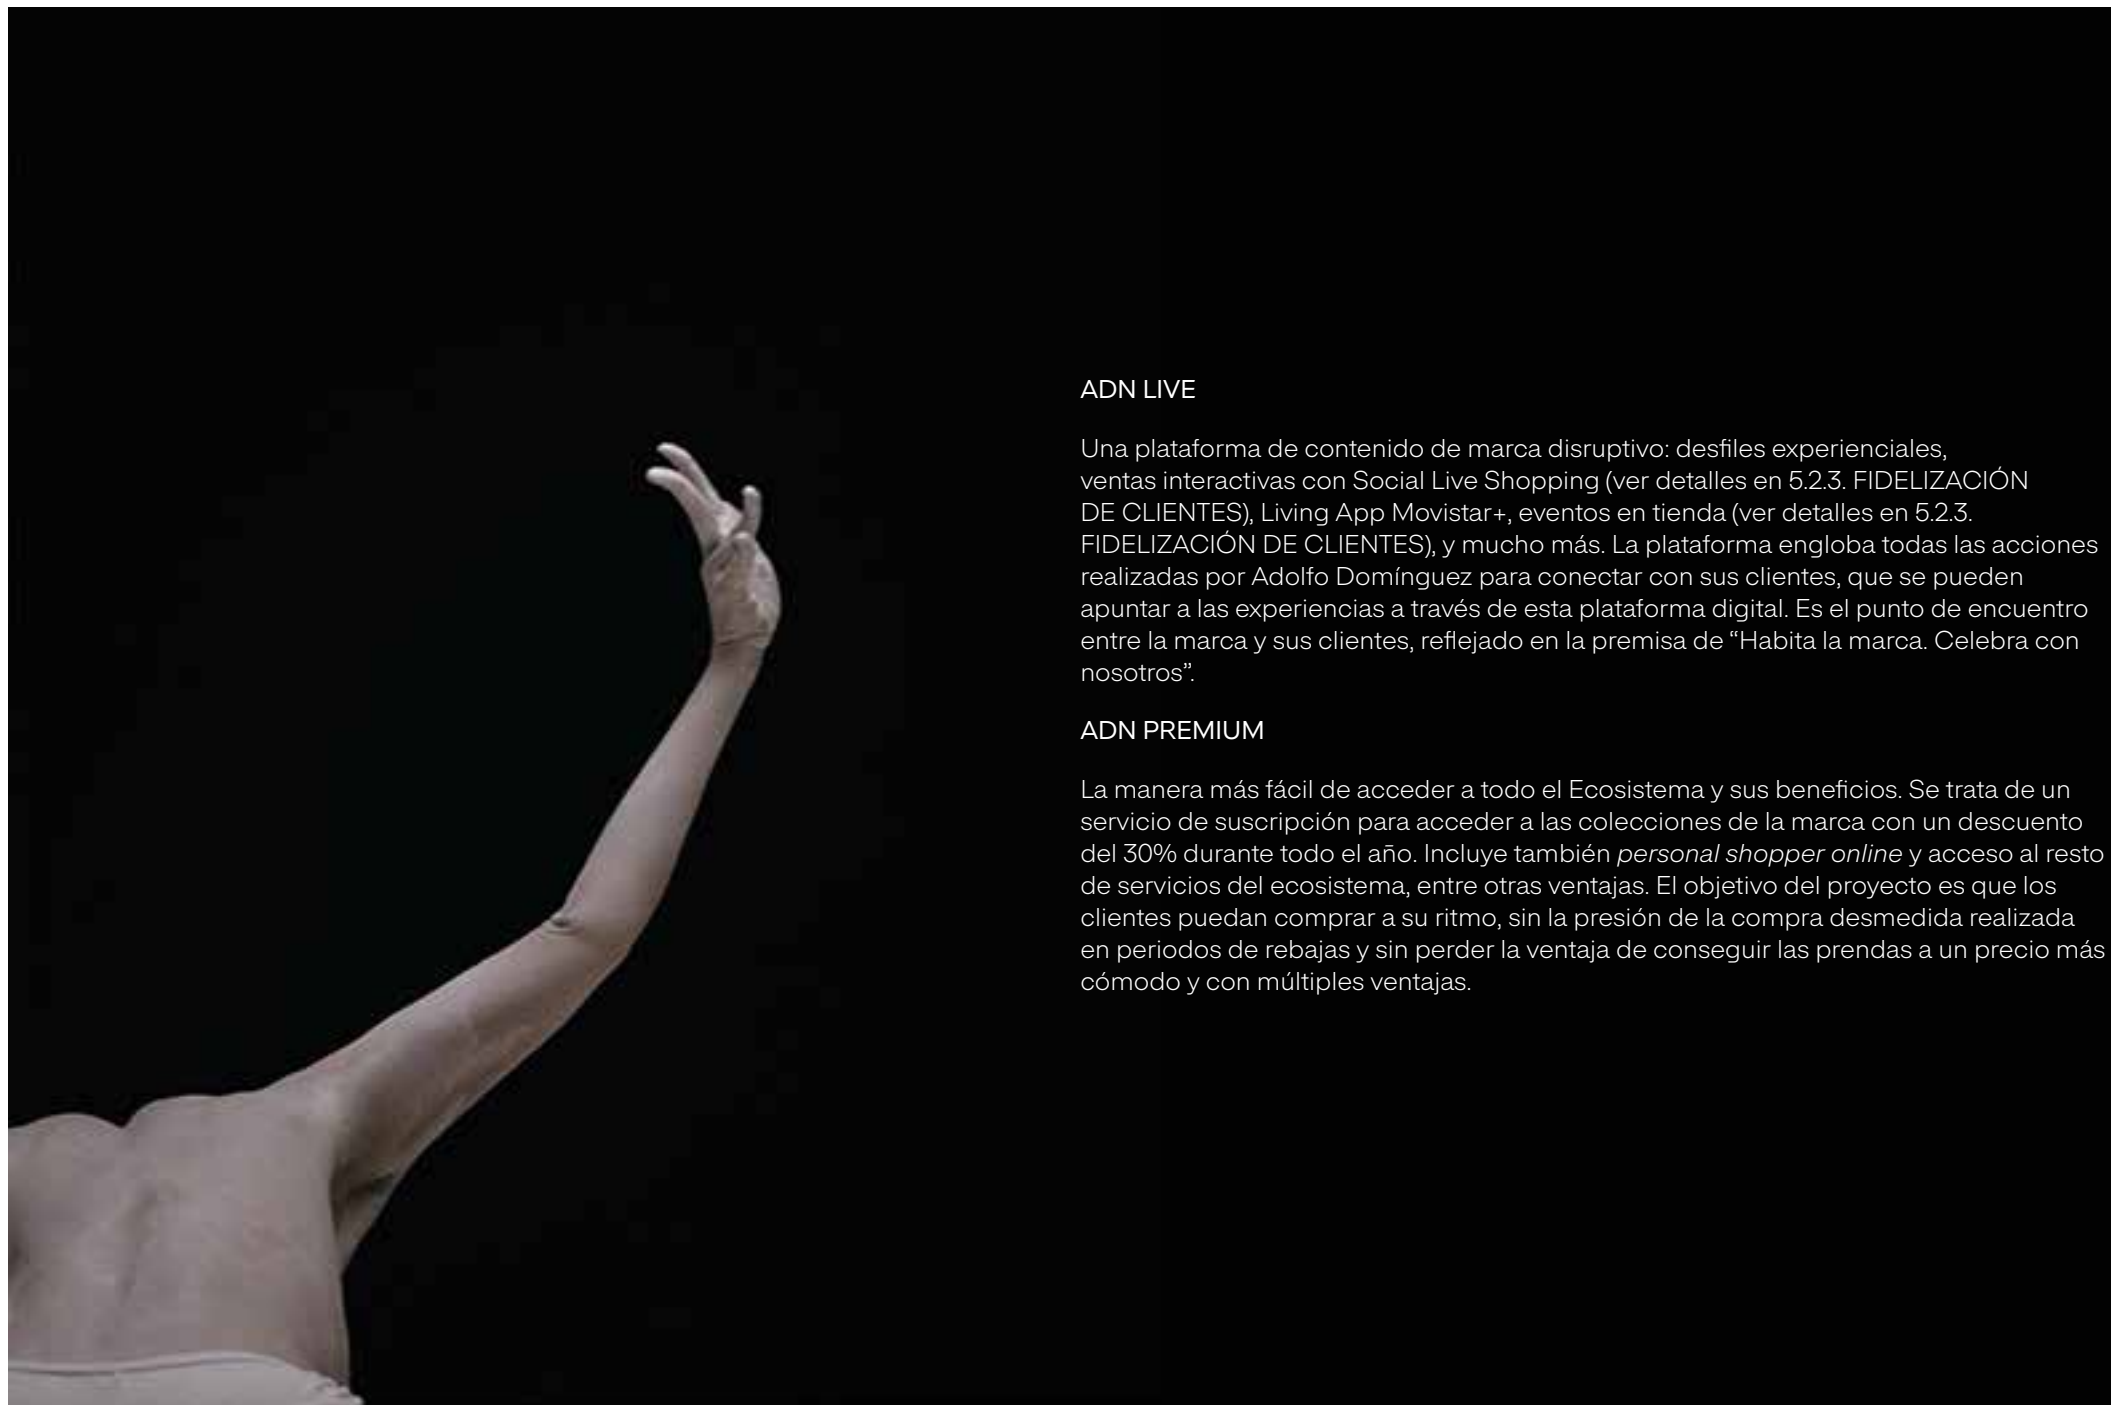 ADN LIVE
Una plataforma de contenido de marca disruptivo: desfiles experienciales,
ventas interactivas con Social Live Shopping (ver detalles en 5.2.3. FIDELIZACIÓN
DE CLIENTES), Living App Movistar+, eventos en tienda (ver detalles en 5.2.3.
FIDELIZACIÓN DE CLIENTES), y mucho más. La plataforma engloba todas las acciones
realizadas por Adolfo Domínguez para conectar con sus clientes, que se pueden
apuntar a las experiencias a través de esta plataforma digital. Es el punto de encuentro
entre la marca y sus clientes, reflejado en la premisa de “Habita la marca. Celebra con
nosotros”.
ADN PREMIUM
La manera más fácil de acceder a todo el Ecosistema y sus beneficios. Se trata de un
servicio de suscripción para acceder a las colecciones de la marca con un descuento
del 30% durante todo el año. Incluye también personal shopper online y acceso al resto
de servicios del ecosistema, entre otras ventajas. El objetivo del proyecto es que los
clientes puedan comprar a su ritmo, sin la presión de la compra desmedida realizada
en periodos de rebajas y sin perder la ventaja de conseguir las prendas a un precio más
cómodo y con múltiples ventajas.